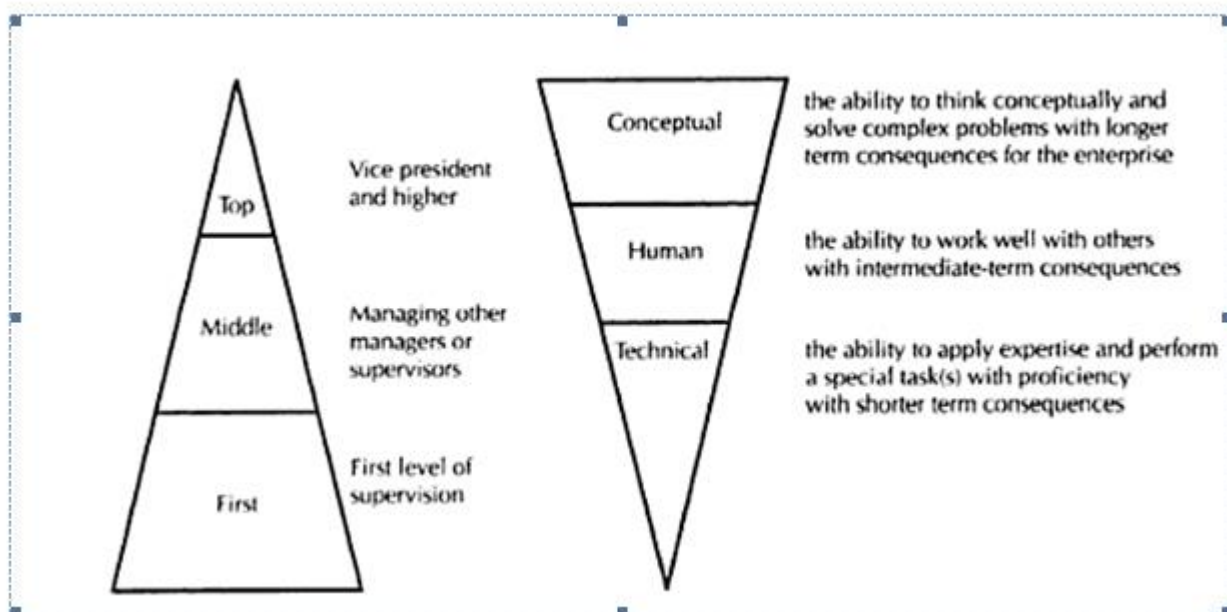 Top
Vice president
and higher
Middle
Managing other
managers or
supervisors
First
First level of
supervision
Conceptual
the ability to think conceptually and
solve complex problems with longer
term consequences for the enterprise
Human
the ability to work well with others
with intermediate-term consequences
Technical
the ability to apply expertise and perform
a special task(s) with proficiency
with shorter term consequences